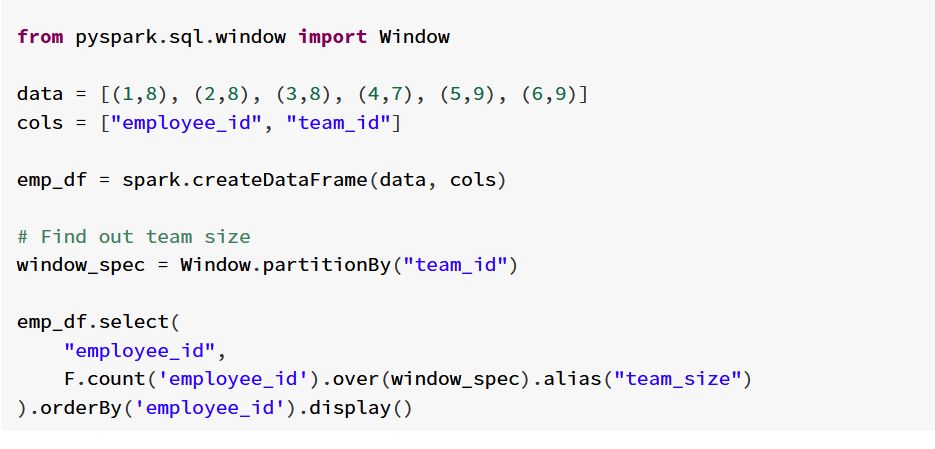 from pyspark.sql.window import Window
data = [(1,8), (2,8), (3,8), (4,7), (5,9), (6,9)]
cols = ["employee_id", "team_id"]
emp_df = spark.createDataFrame(data, cols)
# Find out team size
window_spec = Window.partitionBy("team_id")
emp_df.select(
    "employee_id",
    F.count('employee_id').over(window_spec).alias("team_size")
).orderBy('employee_id').display()